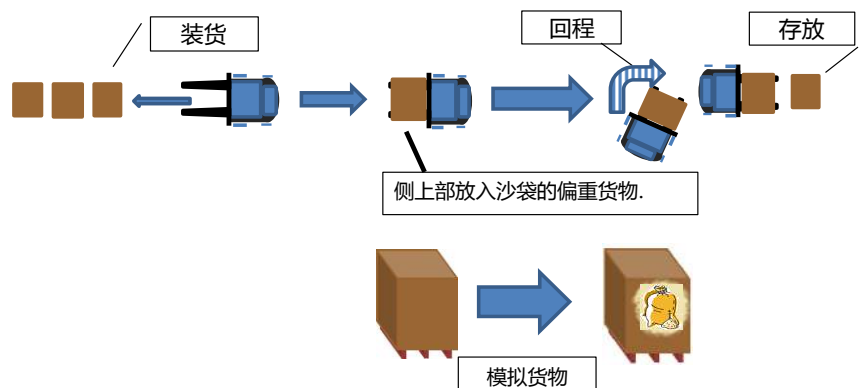 装货
回程
存放
侧上部放入沙袋的偏重货物.
模拟货物